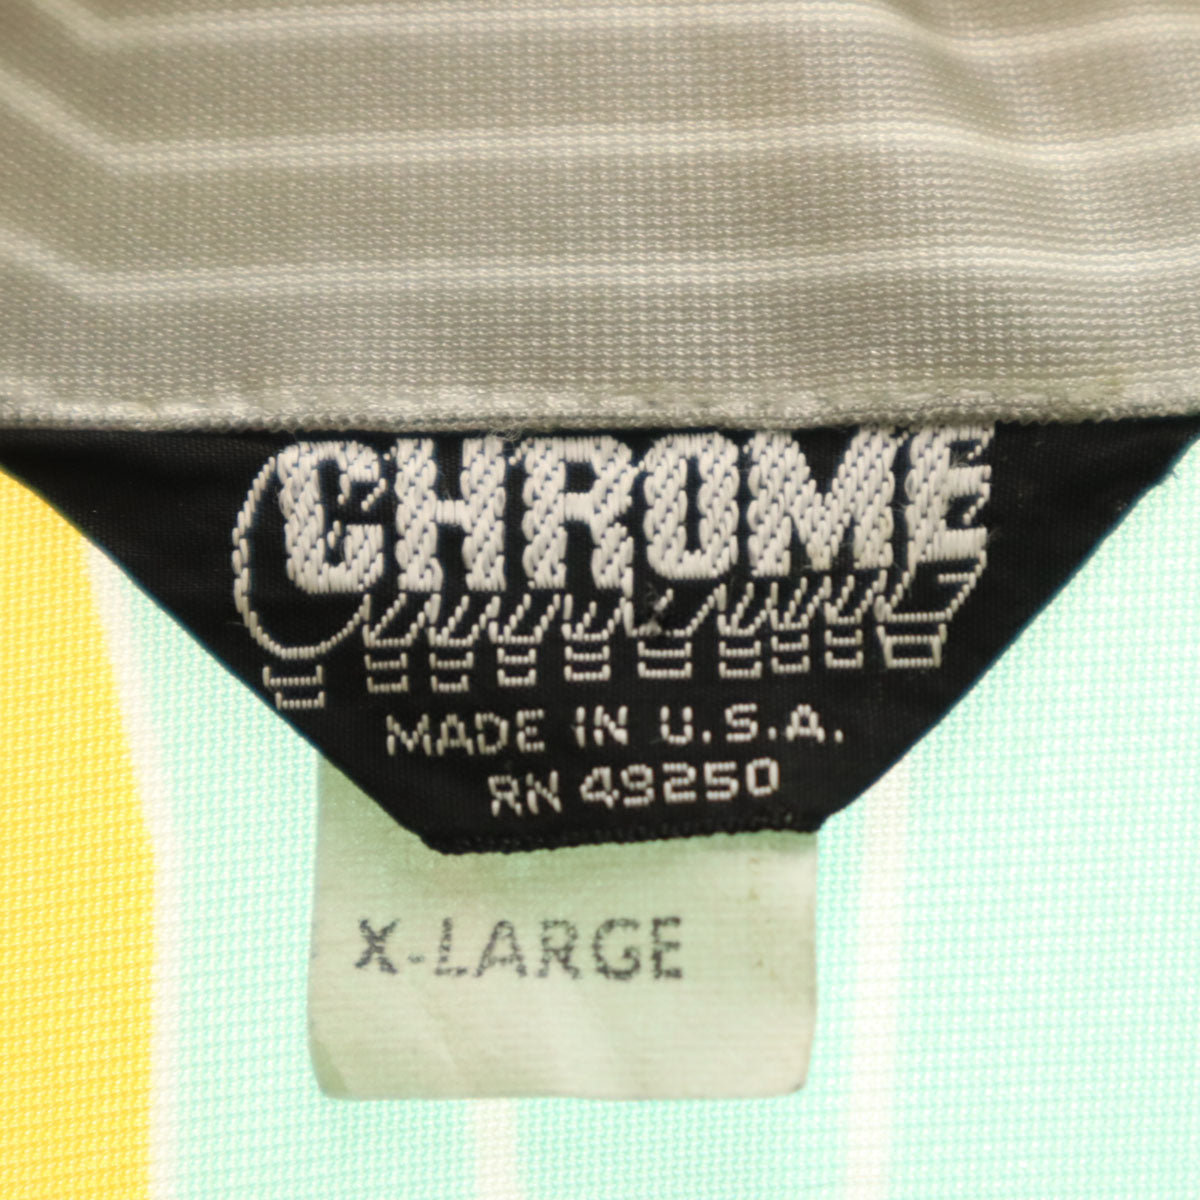 CHROME
MADE IN U.S.A.
RN 49250
X-LARGE